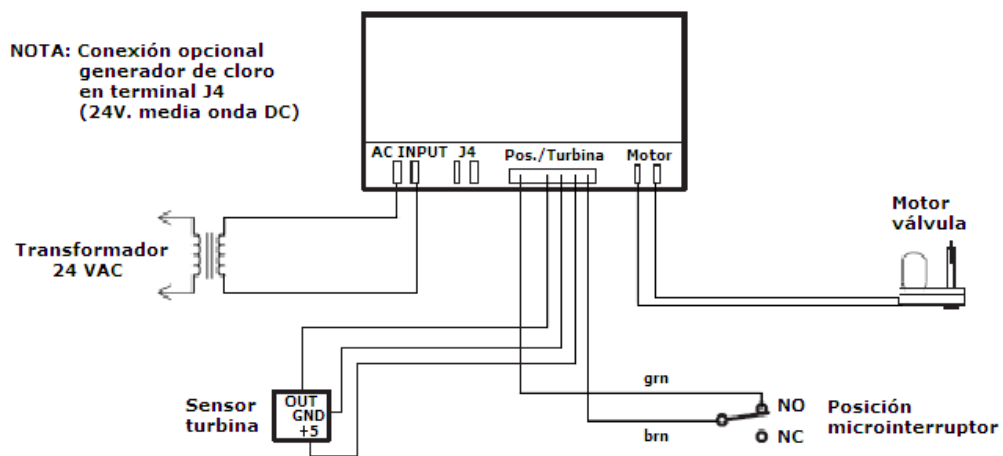 NOTA: Conexión opcional
generador de cloro
en terminal J4
(24V. media onda DC)
AC INPUT J4 Pos./Turbina Motor
Transformador
24 VAC
Motor
válvula
Sensor
turbina
OUT
GND
+5
grn
brn
NO
NC
Posición
microinterruptor